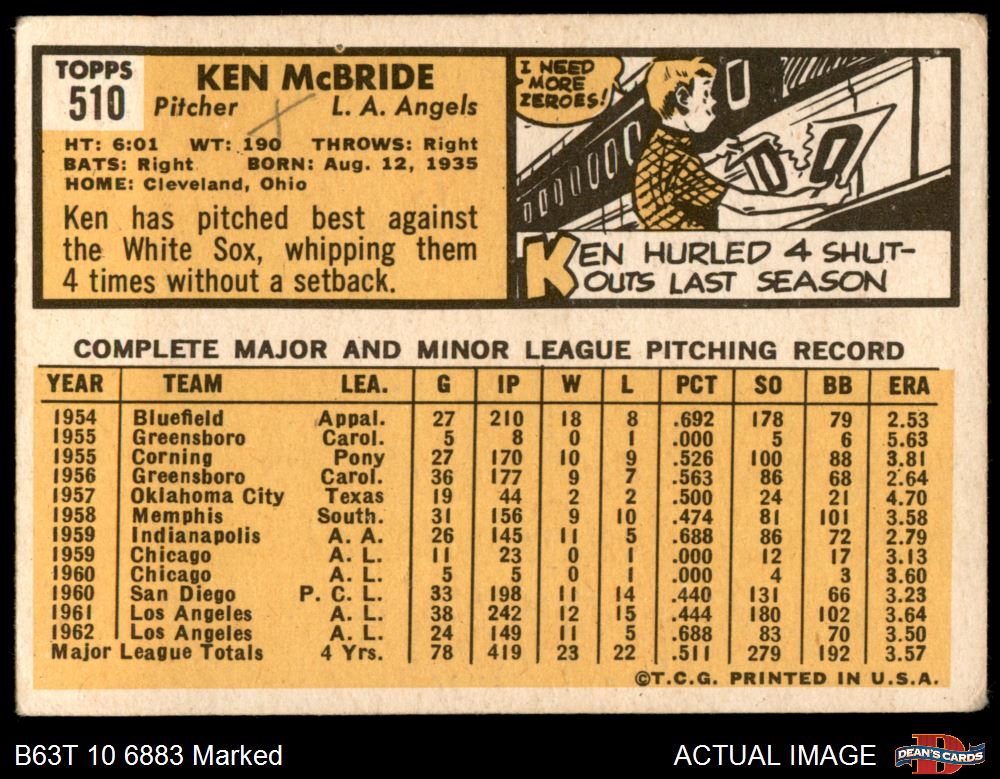 TOPPS
510
KEN McBRIDE
Pitcher L. A. Angels
HT: 6:01 WT: 190 THROWS: Right
BATS: Right BORN: Aug. 12, 1935
HOME: Cleveland, Ohio
Ken has pitched best against
the White Sox, whipping them
4 times without a setback.
I NEED
MORE
ZEROES!
KEN HURLED 4 SHUT-
OUTS LAST SEASON
COMPLETE MAJOR AND MINOR LEAGUE PITCHING RECORD
YEAR TEAM LEA. G IP W L PCT SO BB ERA
1954 Bluefield Appal. 27 210 18 8 .692 178 79 2.53
1955 Greensboro Carol. 5 8 0 1 .000 5 6 5.63
1955 Corning Pony 27 170 10 9 .526 100 88 3.81
1956 Greensboro Carol. 36 177 9 7 .563 86 68 2.64
1957 Oklahoma City Texas 19 44 2 2 .500 24 21 4.70
1958 Memphis South. 31 156 9 10 .474 81 101 3.58
1959 Indianapolis A. A. 26 145 11 5 .688 86 72 2.79
1959 Chicago A. L. 11 23 0 1 .000 12 17 3.13
1960 Chicago A. L. 5 5 0 1 .000 4 3 3.60
1960 San Diego P. C. L. 33 198 11 14 .440 131 66 3.23
1961 Los Angeles A. L. 38 242 12 15 .444 180 102 3.64
1962 Los Angeles A. L. 24 149 11 5 .688 83 70 3.50
Major League Totals 4 Yrs. 78 419 23 22 .511 279 192 3.57
©T.C.G. PRINTED IN U.S.A.
B63T 10 6883 Marked ACTUAL IMAGE
DEAN'S CARDS